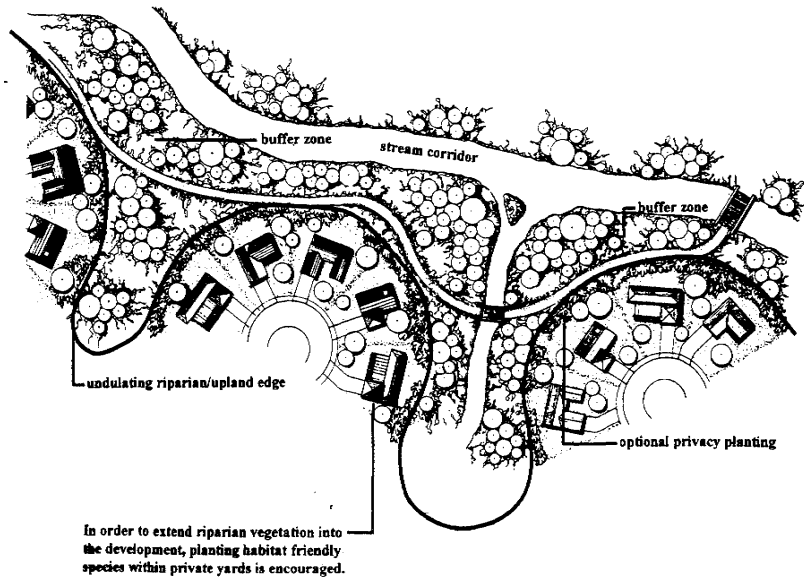 buffer zone
stream corridor
buffer zone
undulating riparian/upland edge
optional privacy planting
In order to extend riparian vegetation into
the development, planting habitat friendly
species within private yards is encouraged.